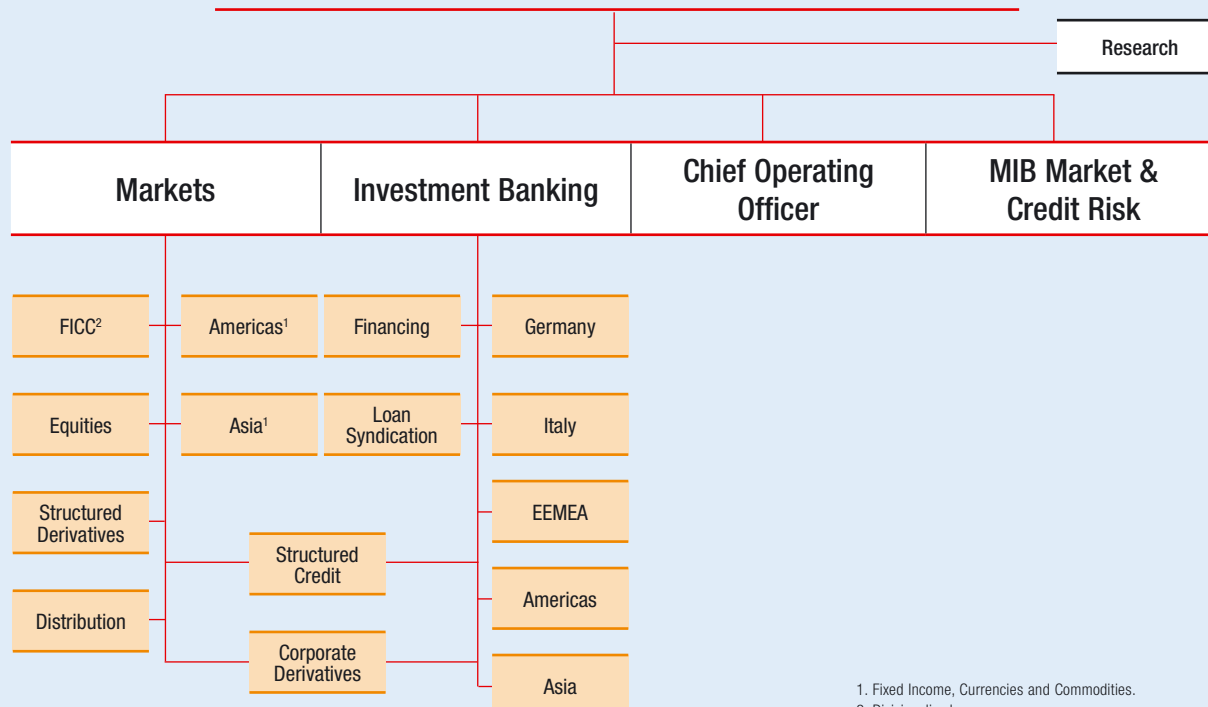 Research
Markets
Investment Banking
Chief Operating
Officer
MIB Market &
Credit Risk
FICC²
Americas¹
Financing
Germany
Equities
Asia¹
Loan
Syndication
Italy
Structured
Derivatives
EEMEA
Structured
Credit
Americas
Distribution
Corporate
Derivatives
Asia
1. Fixed Income, Currencies and Commodities.